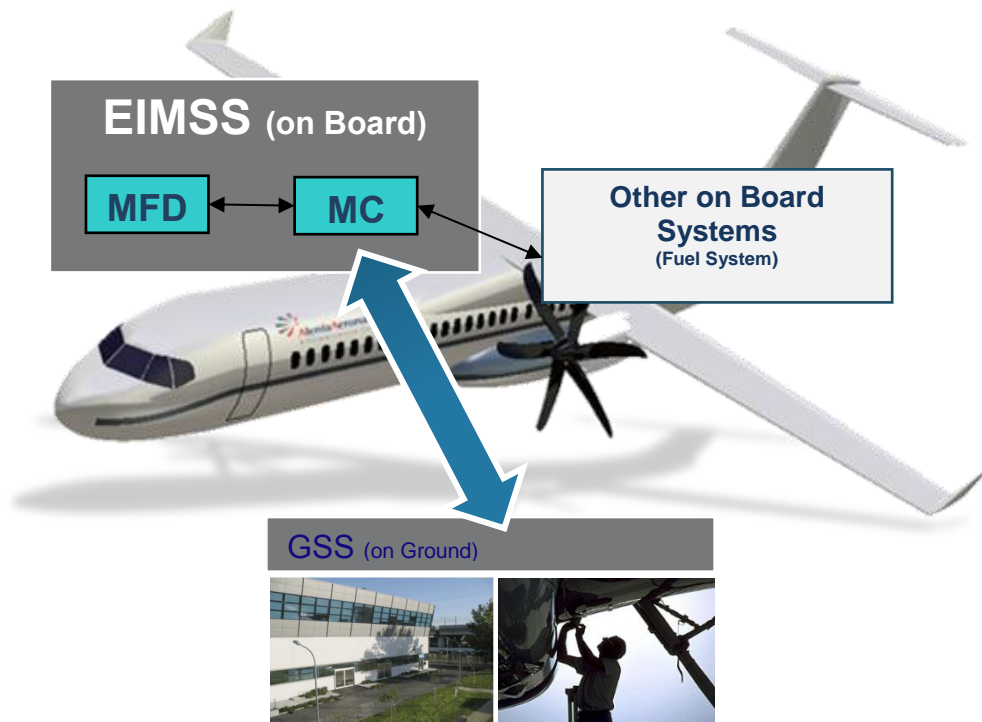 EIMSS (on Board)
MFD
MC
Other on Board
Systems
(Fuel System)
GSS (on Ground)